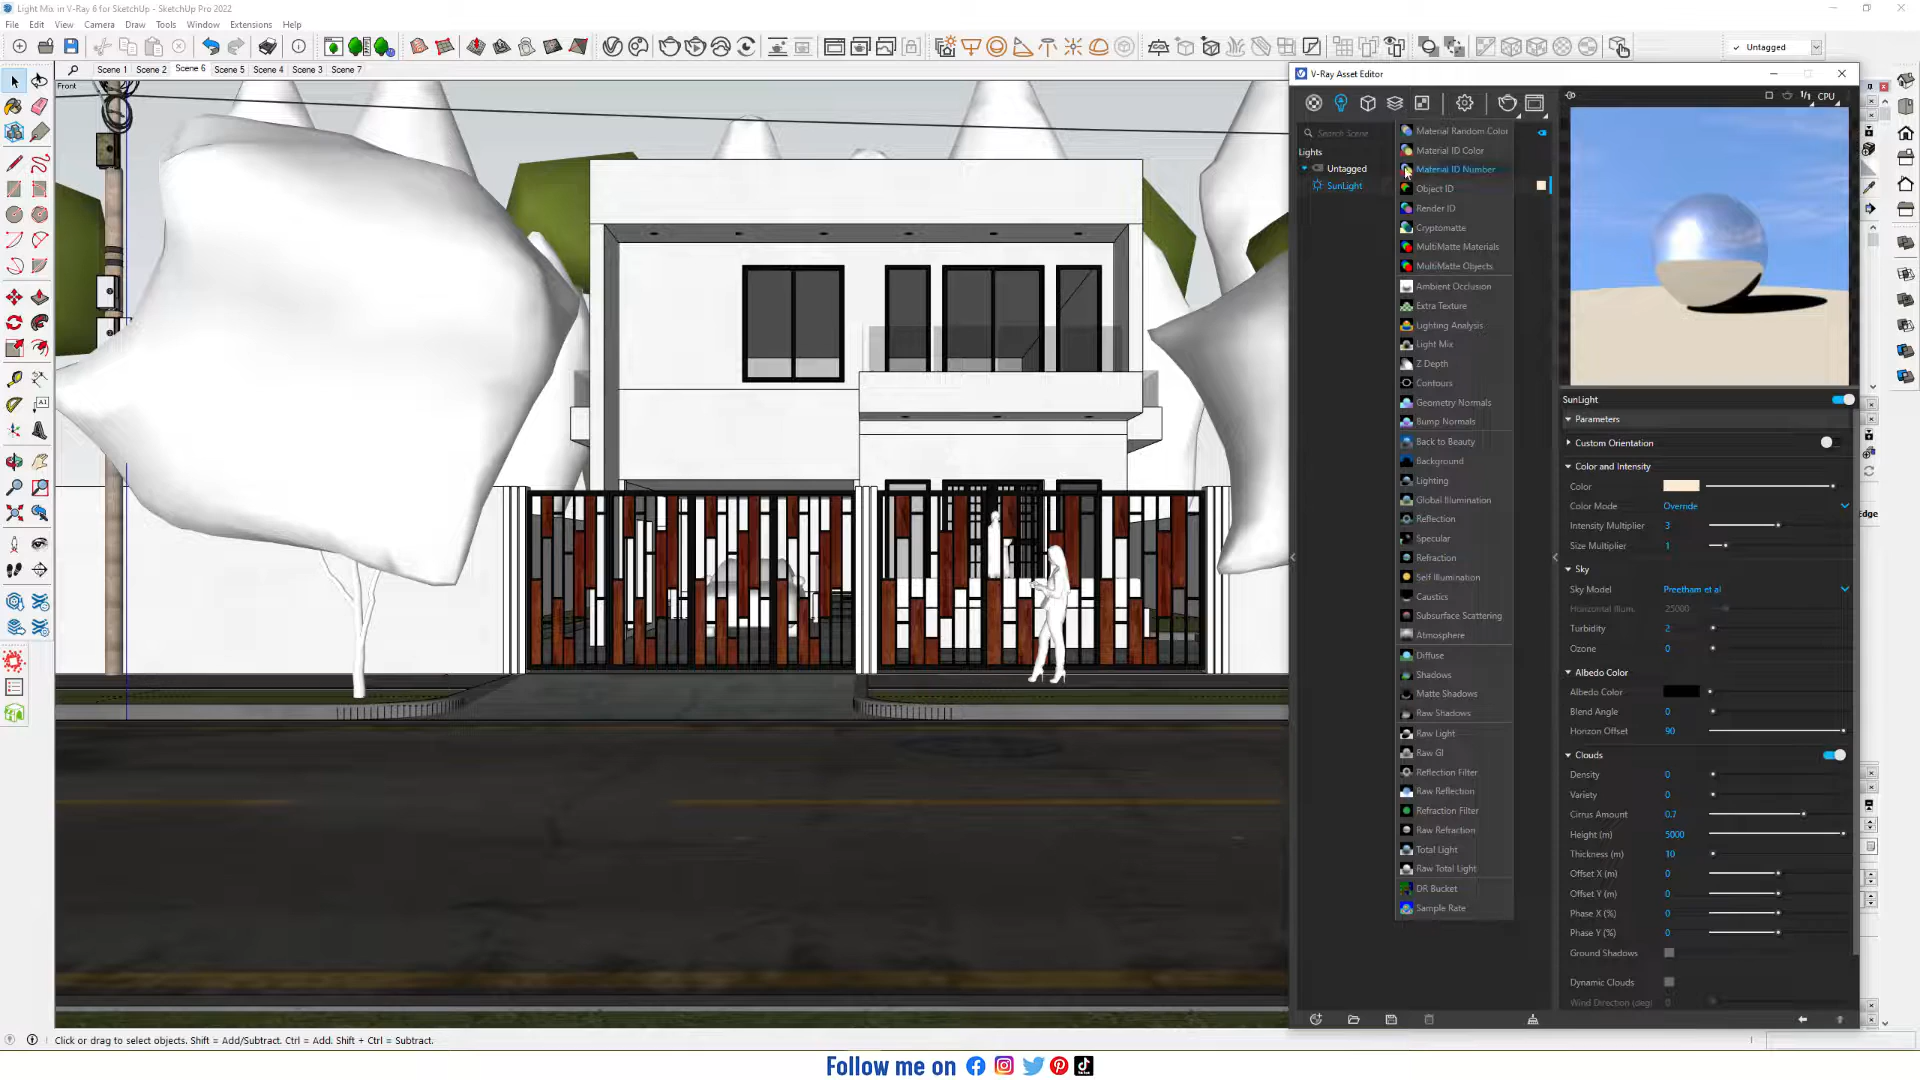 Light Mix in V-Ray 6 for SketchUp - SketchUp Pro 2022
File Edit View Camera Draw Tools Window Extensions Help
Untagged
Scene 1 Scene 2 Scene 6 Scene 5 Scene 4 Scene 3 Scene 7
Front
V-Ray Asset Editor
CPU
Search Scene
Lights
Untagged
SunLight
Material Random Color
Material ID Color
Material ID Number
Object ID
Render ID
Cryptomatte
MultiMatte Materials
MultiMatte Objects
Ambient Occlusion
Extra Texture
Lighting Analysis
Light Mix
Z Depth
Contours
Geometry Normals
Bump Normals
Back to Beauty
Background
Lighting
Global Illumination
Reflection
Specular
Refraction
Self Illumination
Caustics
Subsurface Scattering
Atmosphere
Diffuse
Shadows
Matte Shadows
Raw Shadows
Raw Light
Raw GI
Reflection Filter
Raw Reflection
Refraction Filter
Raw Refraction
Total Light
Raw Total Light
DR Bucket
Sample Rate
SunLight
Parameters
Custom Orientation
Color and Intensity
Color
Color Mode Override
Intensity Multiplier 3
Size Multiplier 1
Sky
Sky Model Preetham et al
Horizontal Illum. 25000
Turbidity 2
Ozone 0
Albedo Color
Albedo Color
Blend Angle 0
Horizon Offset 90
Clouds
Density 0
Variety 0
Cirrus Amount 0.7
Height (m) 5000
Thickness (m) 10
Offset X (m) 0
Offset Y (m) 0
Phase X (%) 0
Phase Y (%) 0
Ground Shadows
Dynamic Clouds
Wind Direction (deg) 0
Edge
Click or drag to select objects. Shift = Add/Subtract. Ctrl = Add. Shift + Ctrl = Subtract.
Follow me on